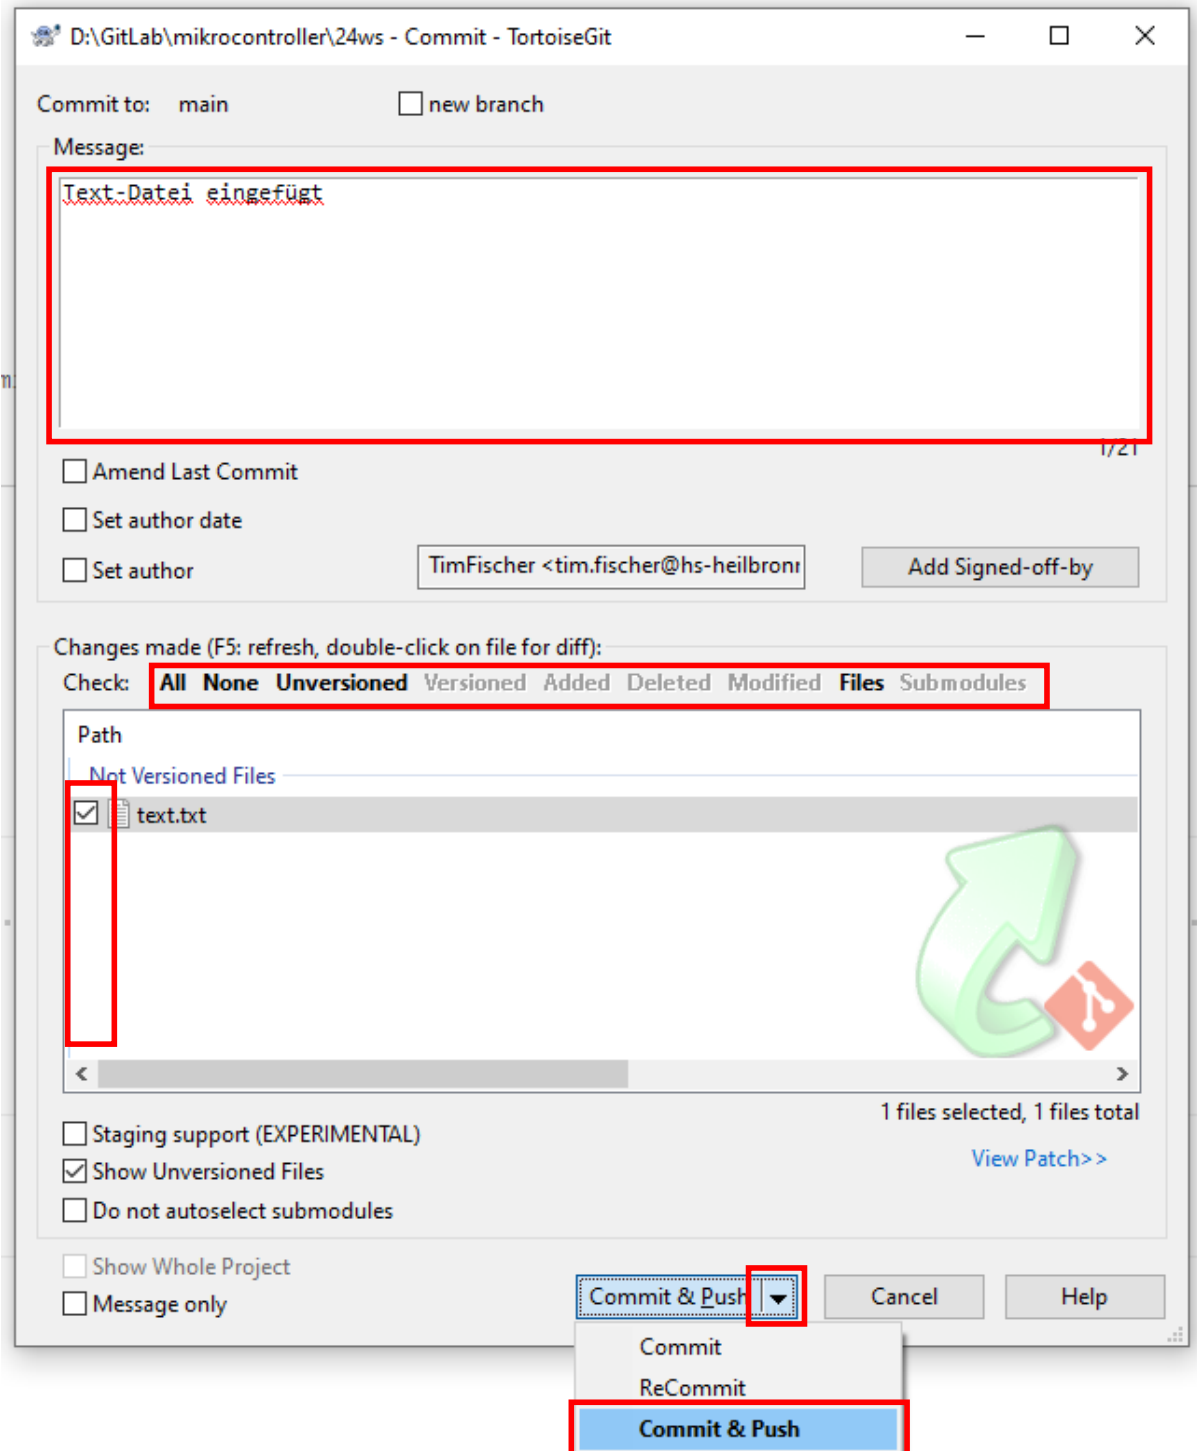 D:\GitLab\mikrocontroller\24ws - Commit - TortoiseGit
Commit to: main new branch
Message:
Text-Datei eingefügt
1/21
Amend Last Commit
Set author date
Set author TimFischer <tim.fischer@hs-heilbronn Add Signed-off-by
Changes made (F5: refresh, double-click on file for diff):
Check: All None Unversioned Versioned Added Deleted Modified Files Submodules
Path
Not Versioned Files
text.txt
1 files selected, 1 files total
Staging support (EXPERIMENTAL)
View Patch>>
Show Unversioned Files
Do not autoselect submodules
Show Whole Project
Message only
Commit & Push Cancel Help
Commit
ReCommit
Commit & Push